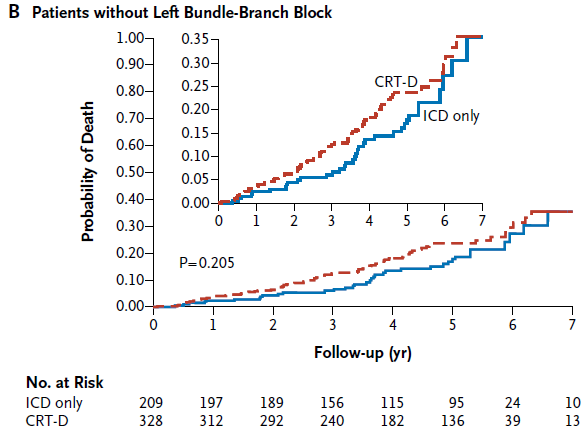 B Patients without Left Bundle-Branch Block
Probability of Death
1.00
0.90
0.80
0.70
0.60
0.50
0.40
0.30
0.20
0.10
0.00
0.35
0.30
0.25
0.20
0.15
0.10
0.05
0.00
CRT-D
ICD only
0 1 2 3 4 5 6 7
P=0.205
0 1 2 3 4 5 6 7
Follow-up (yr)
No. at Risk
ICD only 209 197 189 156 115 95 24 10
CRT-D 328 312 292 240 182 136 39 13